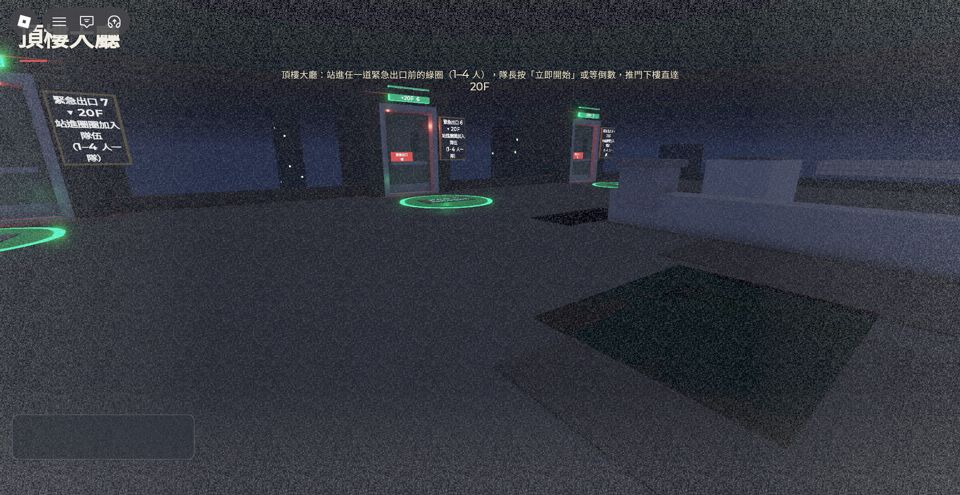 頂樓大廳
頂樓大廳：站進任一道緊急出口前的綠圈（1–4 人），隊長按「立即開始」或等倒數，推門下樓直達
20F
緊急出口 7
▼ 20F
站進圈圈加入
隊伍
（1-4 人一
隊）
緊急出口 6
▼ 20F
站進圈圈加入
隊伍
（1-4 人一
隊）